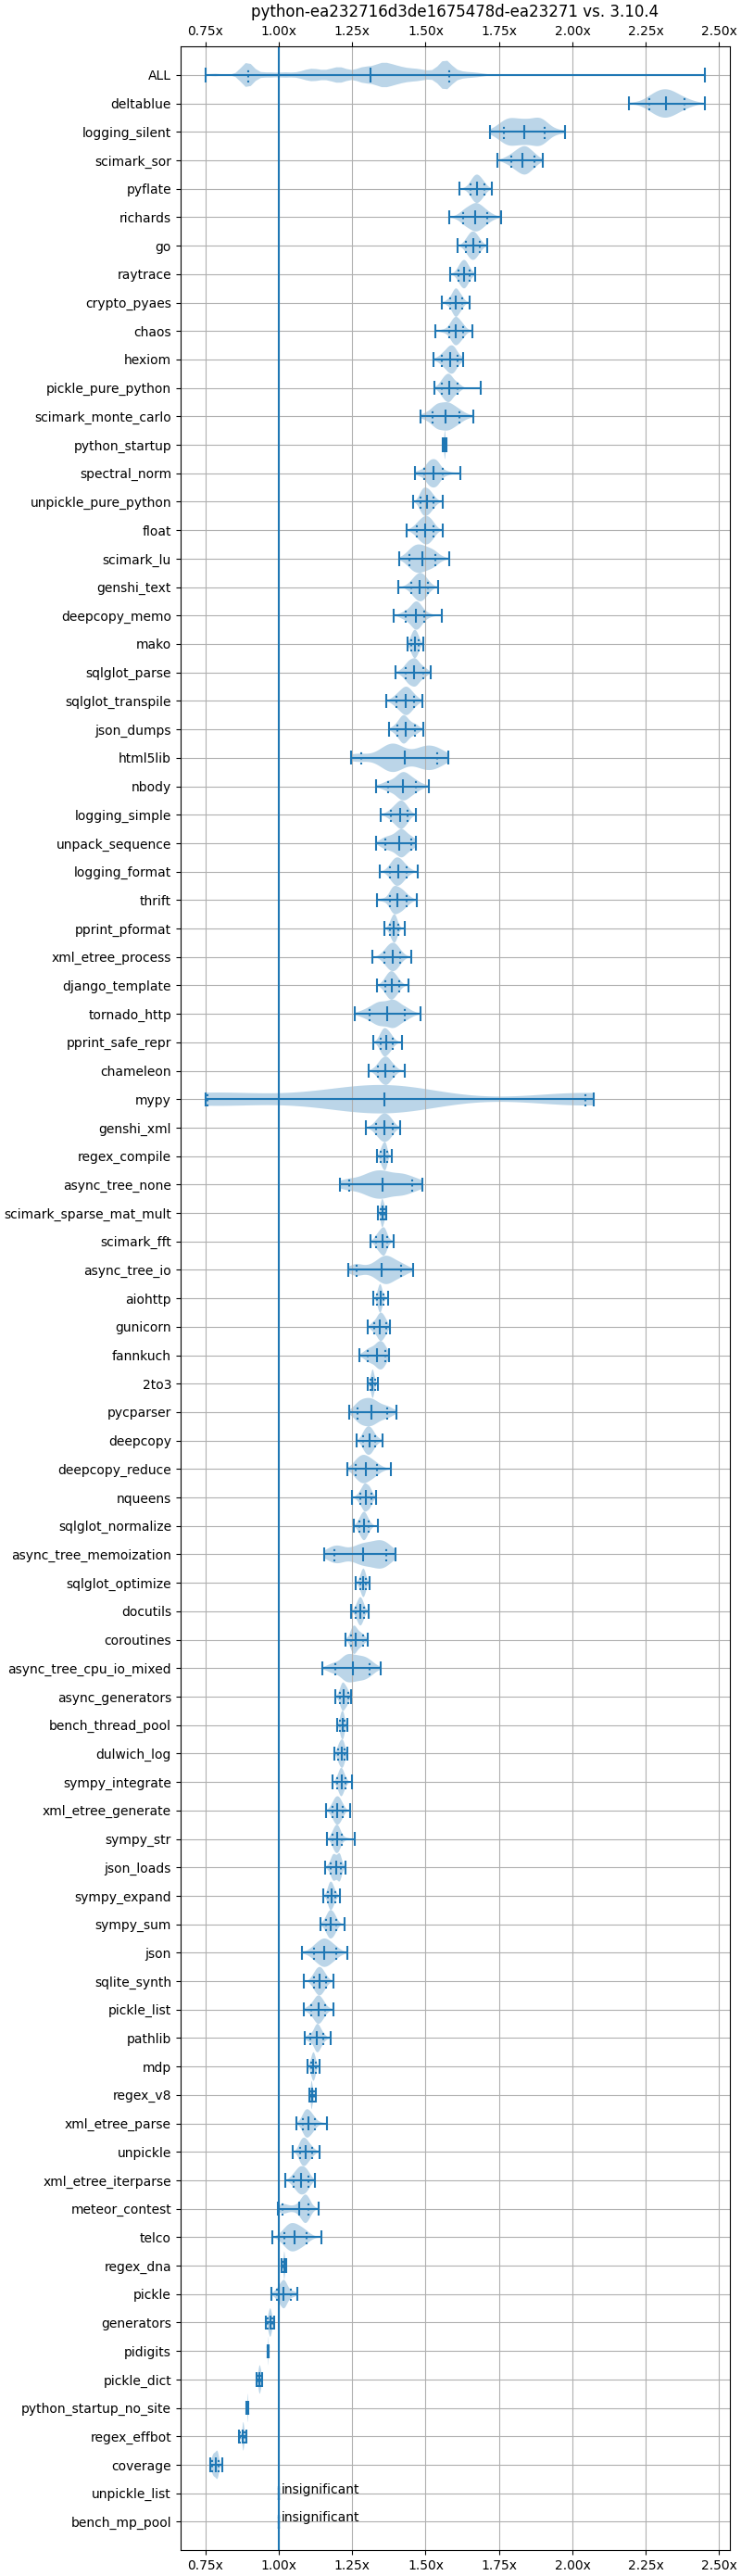 python-ea232716d3de1675478d-ea23271 vs. 3.10.4
0.75x 1.00x 1.25x 1.50x 1.75x 2.00x 2.25x 2.50x
ALL
deltablue
logging_silent
scimark_sor
pyflate
richards
go
raytrace
crypto_pyaes
chaos
hexiom
pickle_pure_python
scimark_monte_carlo
python_startup
spectral_norm
unpickle_pure_python
float
scimark_lu
genshi_text
deepcopy_memo
mako
sqlglot_parse
sqlglot_transpile
json_dumps
html5lib
nbody
logging_simple
unpack_sequence
logging_format
thrift
pprint_pformat
xml_etree_process
django_template
tornado_http
pprint_safe_repr
chameleon
mypy
genshi_xml
regex_compile
async_tree_none
scimark_sparse_mat_mult
scimark_fft
async_tree_io
aiohttp
gunicorn
fannkuch
2to3
pycparser
deepcopy
deepcopy_reduce
nqueens
sqlglot_normalize
async_tree_memoization
sqlglot_optimize
docutils
coroutines
async_tree_cpu_io_mixed
async_generators
bench_thread_pool
dulwich_log
sympy_integrate
xml_etree_generate
sympy_str
json_loads
sympy_expand
sympy_sum
json
sqlite_synth
pickle_list
pathlib
mdp
regex_v8
xml_etree_parse
unpickle
xml_etree_iterparse
meteor_contest
telco
regex_dna
pickle
generators
pidigits
pickle_dict
python_startup_no_site
regex_effbot
coverage
unpickle_list insignificant
bench_mp_pool insignificant
0.75x 1.00x 1.25x 1.50x 1.75x 2.00x 2.25x 2.50x